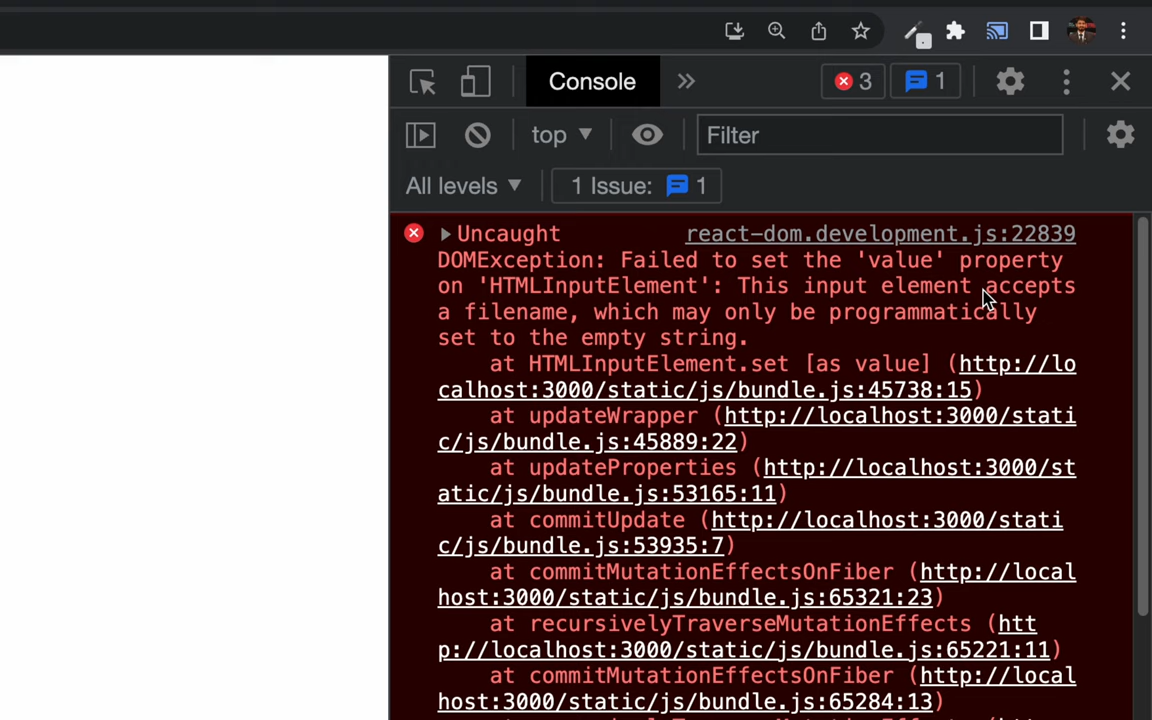 Console
3
1
top
Filter
All levels
1 Issue:
1
Uncaught react-dom.development.js:22839
DOMException: Failed to set the 'value' property
on 'HTMLInputElement': This input element accepts
a filename, which may only be programmatically
set to the empty string.
at HTMLInputElement.set [as value] (http://lo
calhost:3000/static/js/bundle.js:45738:15)
at updateWrapper (http://localhost:3000/stati
c/js/bundle.js:45889:22)
at updateProperties (http://localhost:3000/st
atic/js/bundle.js:53165:11)
at commitUpdate (http://localhost:3000/stati
c/js/bundle.js:53935:7)
at commitMutationEffectsOnFiber (http://local
host:3000/static/js/bundle.js:65321:23)
at recursivelyTraverseMutationEffects (htt
p://localhost:3000/static/js/bundle.js:65221:11)
at commitMutationEffectsOnFiber (http://local
host:3000/static/js/bundle.js:65284:13)